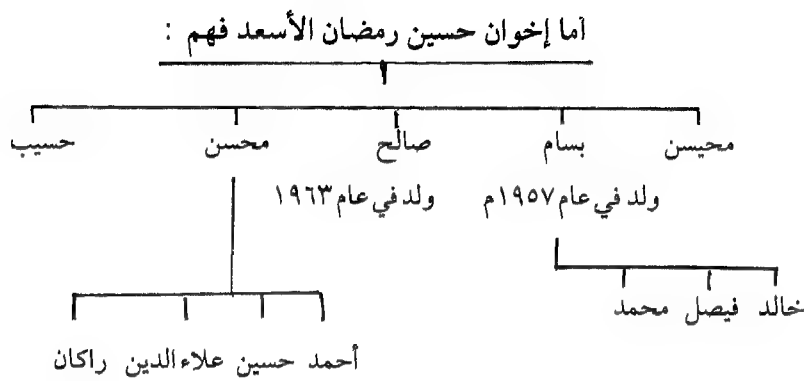 أما إخوان حسين رمضان الأسعد فهم :
محيسن بسام صالح محسن حسيب
ولد في عام ١٩٥٧م ولد في عام ١٩٦٣
خالد فيصل محمد
أحمد حسين علاء الدين راكان